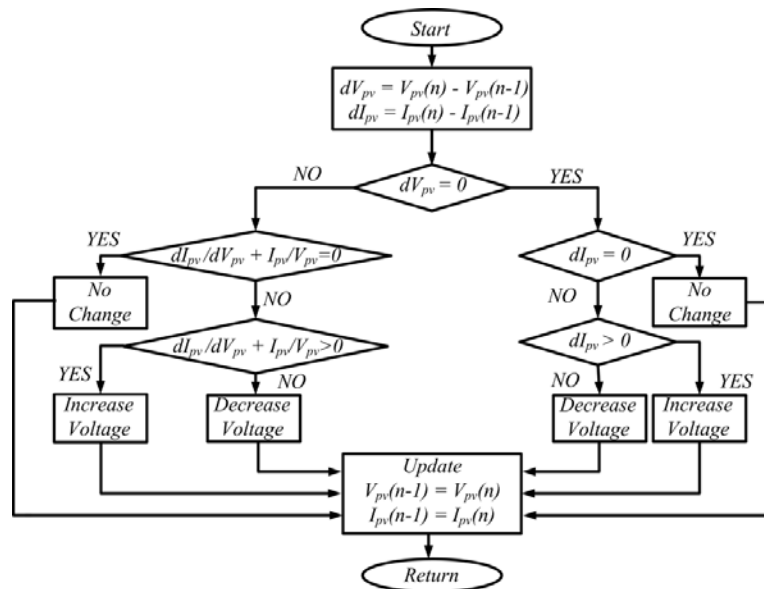 Start
dVpv = Vpv(n) - Vpv(n-1)
dIpv = Ipv(n) - Ipv(n-1)
NO
dVpv = 0
YES
YES
dIpv/dVpv + Ipv/Vpv=0
dIpv = 0
YES
No
Change
NO
NO
No
Change
dIpv/dVpv + Ipv/Vpv>0
dIpv > 0
YES
NO
NO
YES
Increase
Voltage
Decrease
Voltage
Decrease
Voltage
Increase
Voltage
Update
Vpv(n-1) = Vpv(n)
Ipv(n-1) = Ipv(n)
Return